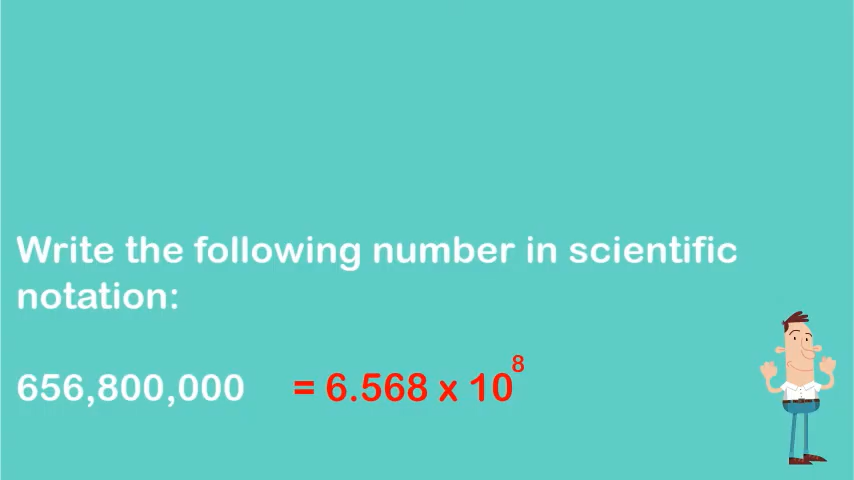 Write the following number in scientific
notation:
656,800,000 = 6.568 x 10⁸